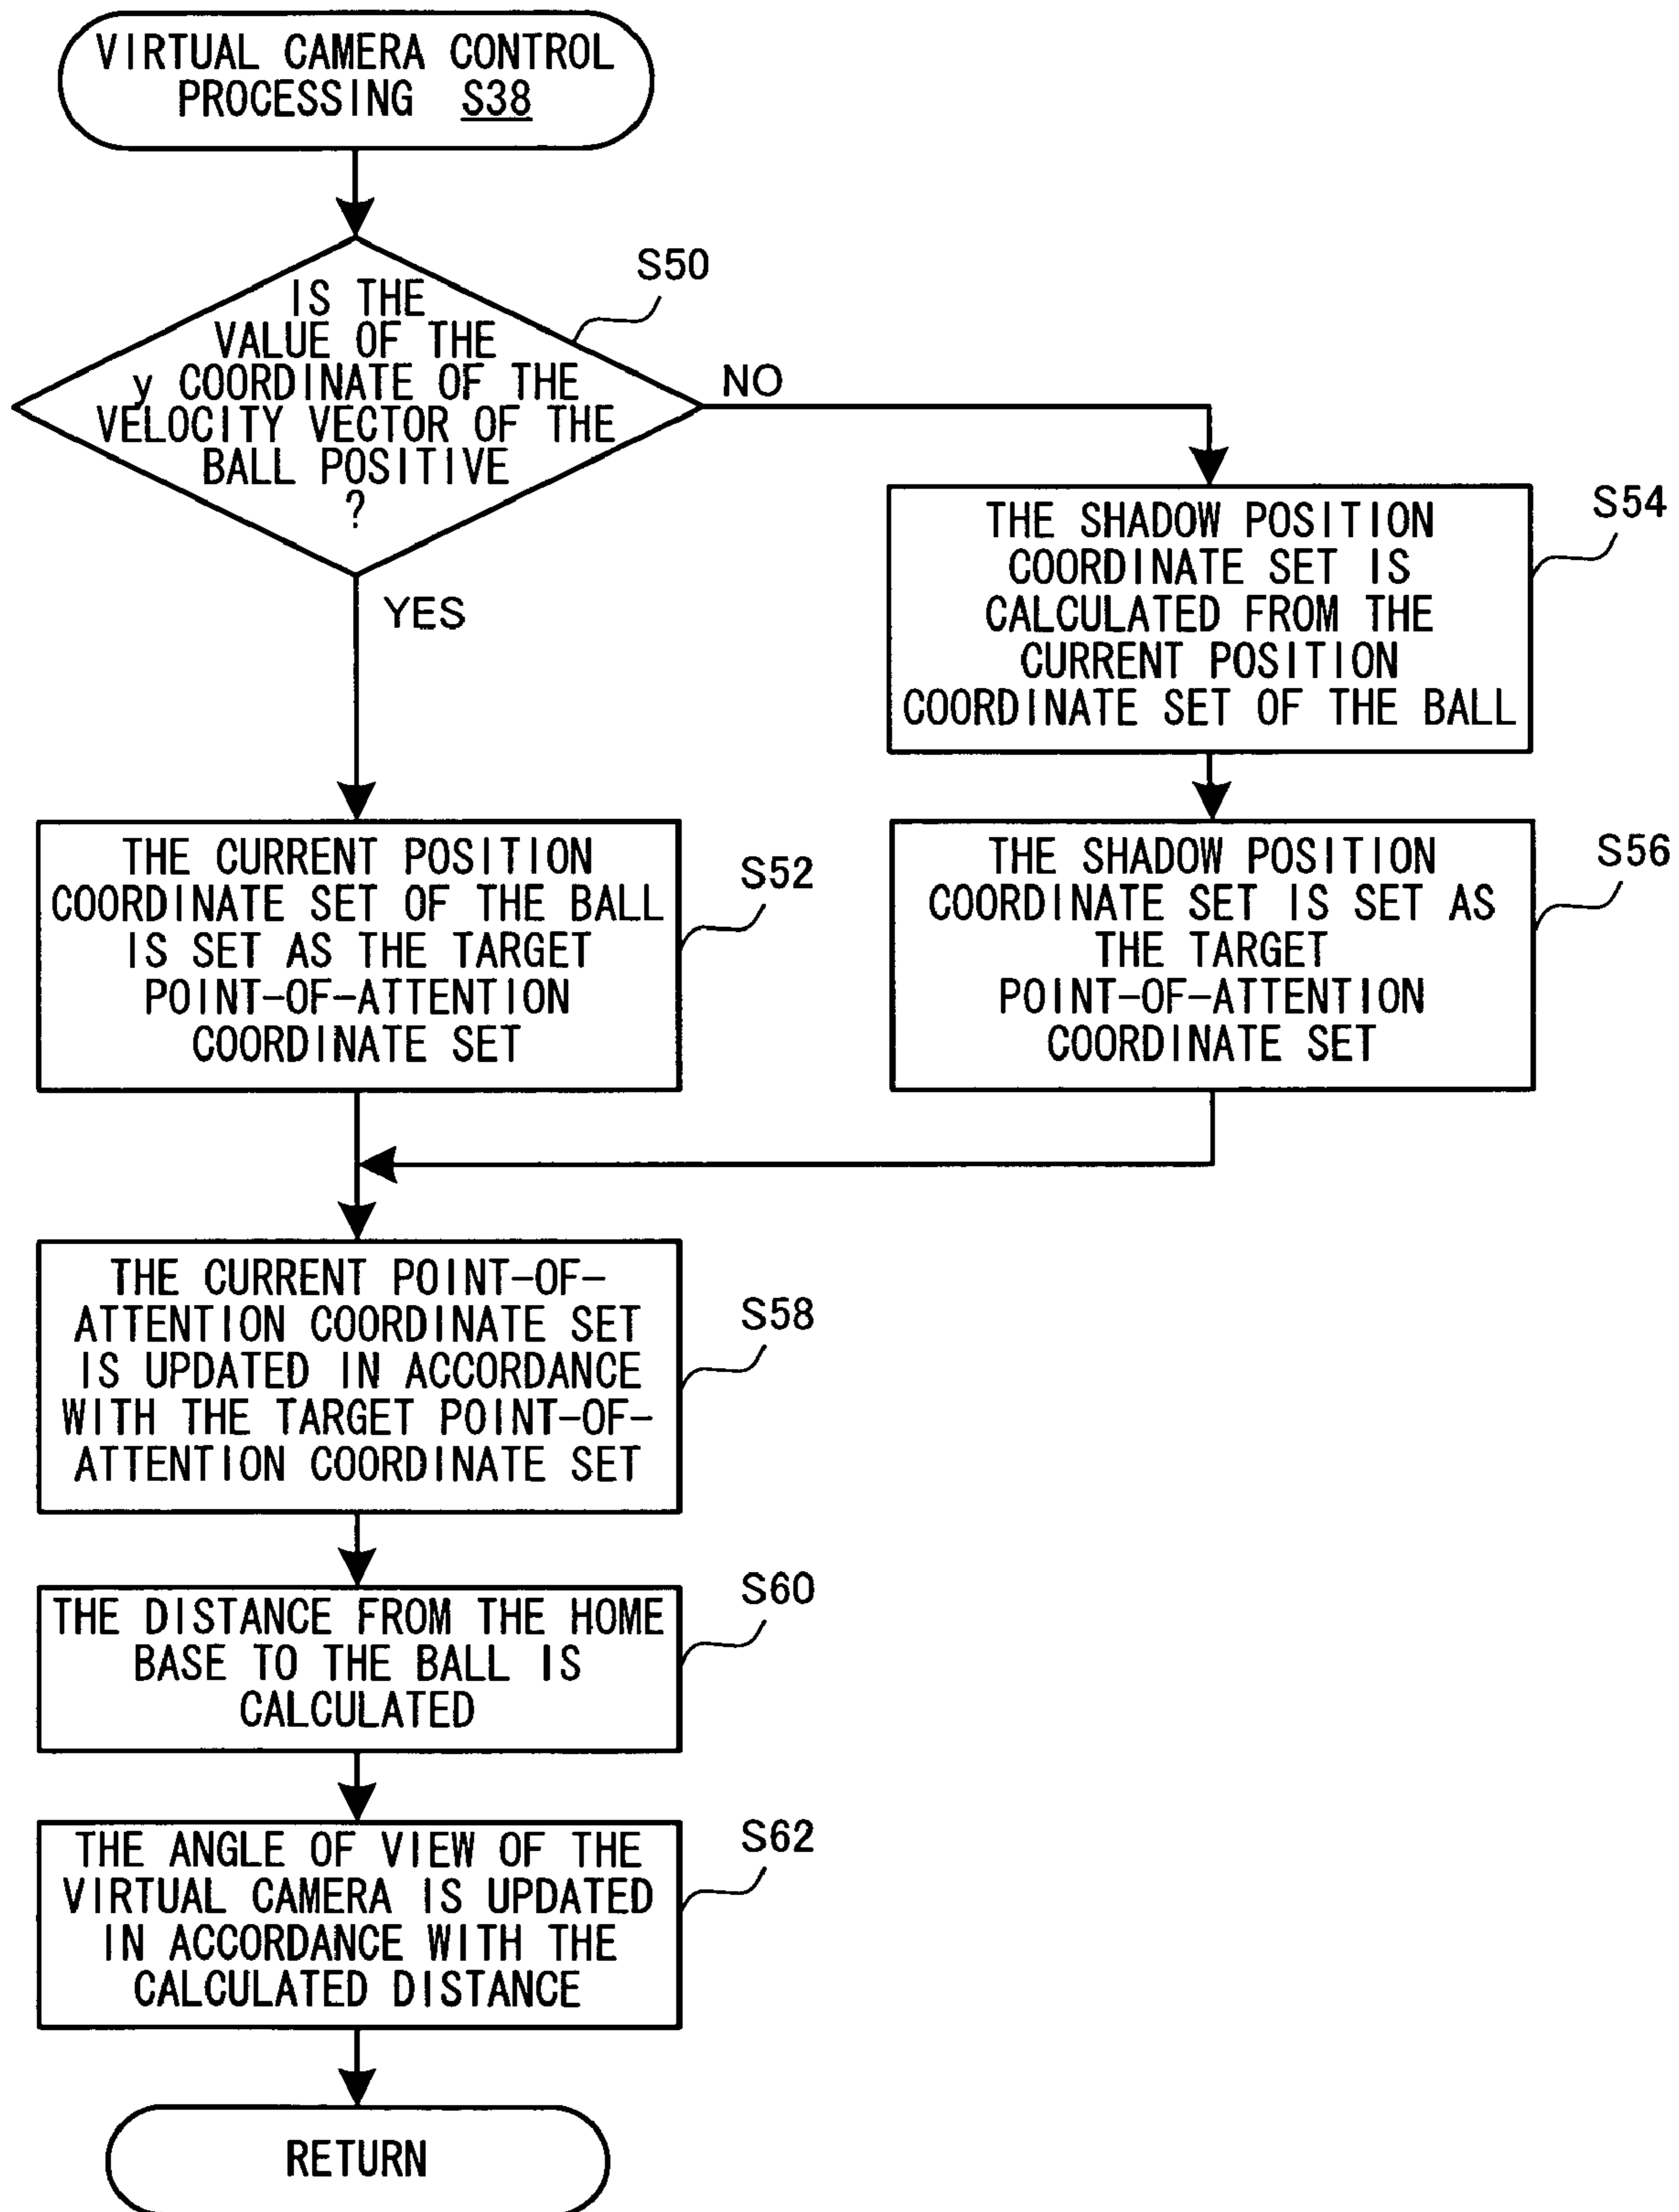 VIRTUAL CAMERA CONTROL
PROCESSING S38
S50
IS THE
VALUE OF THE
y COORDINATE OF THE
VELOCITY VECTOR OF THE
BALL POSITIVE
?
NO
YES
S54
THE SHADOW POSITION
COORDINATE SET IS
CALCULATED FROM THE
CURRENT POSITION
COORDINATE SET OF THE BALL
S52
THE CURRENT POSITION
COORDINATE SET OF THE BALL
IS SET AS THE TARGET
POINT-OF-ATTENTION
COORDINATE SET
S56
THE SHADOW POSITION
COORDINATE SET IS SET AS
THE TARGET
POINT-OF-ATTENTION
COORDINATE SET
S58
THE CURRENT POINT-OF-
ATTENTION COORDINATE SET
IS UPDATED IN ACCORDANCE
WITH THE TARGET POINT-OF-
ATTENTION COORDINATE SET
S60
THE DISTANCE FROM THE HOME
BASE TO THE BALL IS
CALCULATED
S62
THE ANGLE OF VIEW OF THE
VIRTUAL CAMERA IS UPDATED
IN ACCORDANCE WITH THE
CALCULATED DISTANCE
RETURN